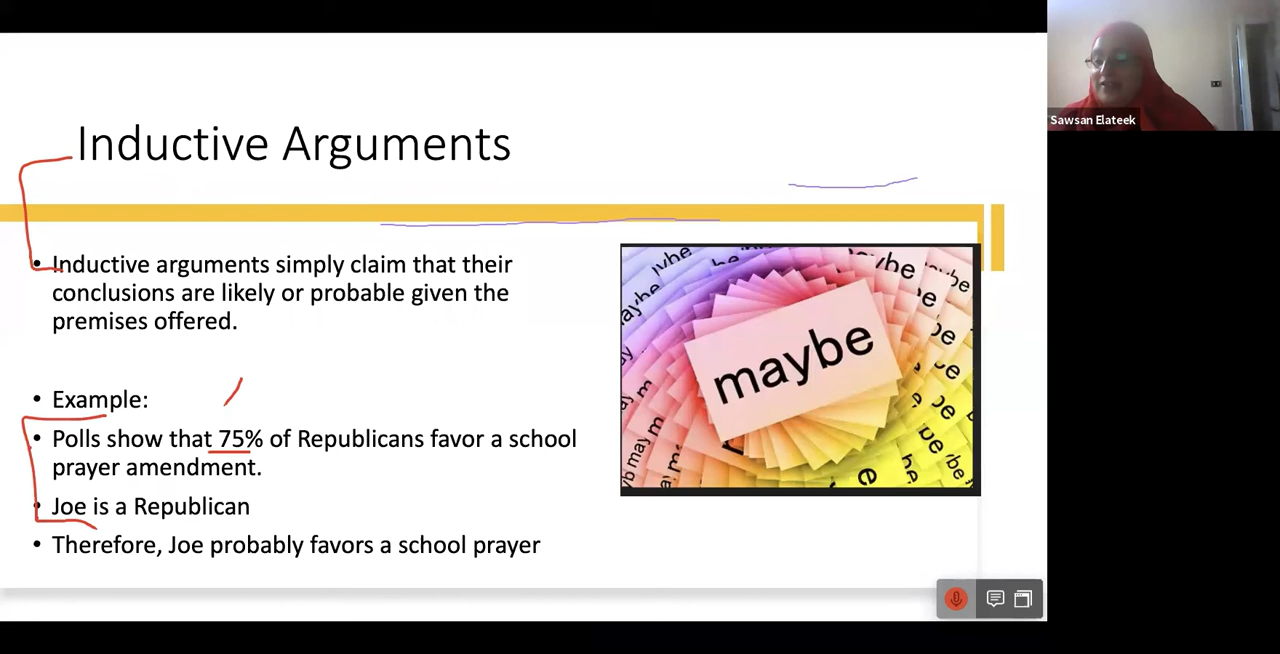 Sawsan Elateek
Inductive Arguments
• Inductive arguments simply claim that their
conclusions are likely or probable given the
premises offered.
• Example:
• Polls show that 75% of Republicans favor a school
prayer amendment.
• Joe is a Republican
• Therefore, Joe probably favors a school prayer
maybe